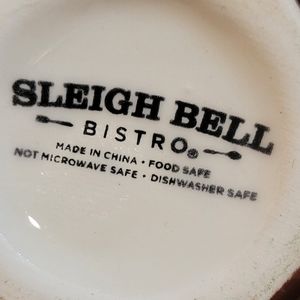 SLEIGH BELL
BISTRO®
MADE IN CHINA • FOOD SAFE
NOT MICROWAVE SAFE • DISHWASHER SAFE